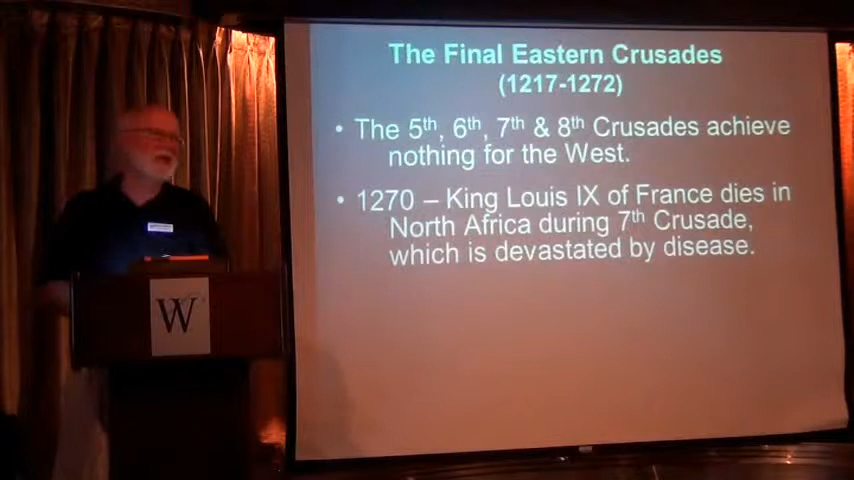 The Final Eastern Crusades
(1217-1272)
• The 5th, 6th, 7th & 8th Crusades achieve
nothing for the West.
• 1270 – King Louis IX of France dies in
North Africa during 7th Crusade,
which is devastated by disease.
W